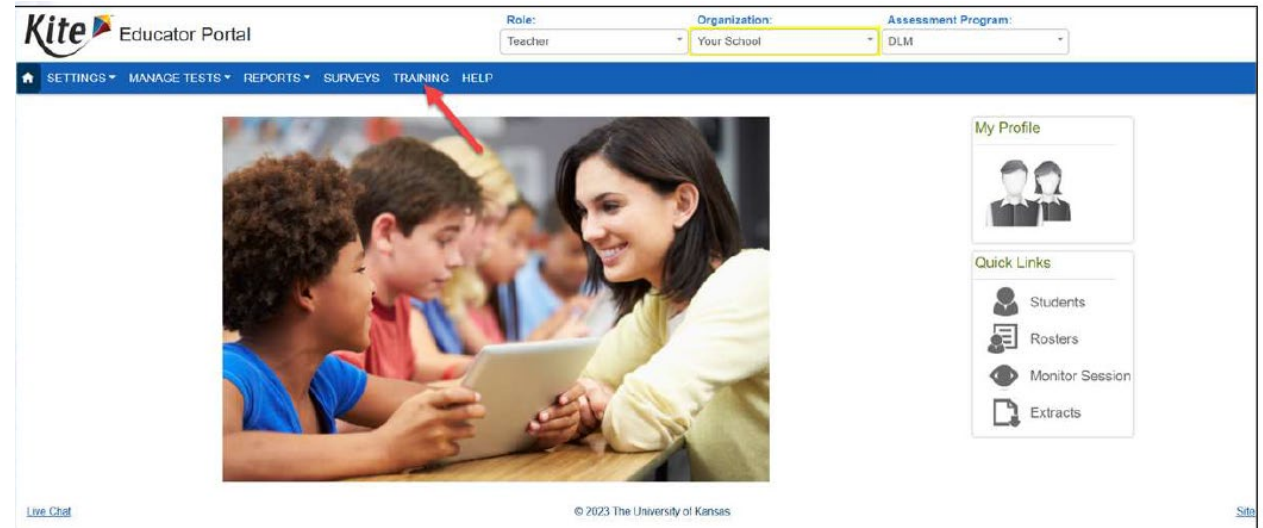 Kite Educator Portal
Role: Organization: Assessment Program:
Teacher Your School DLM
SETTINGS MANAGE TESTS REPORTS SURVEYS TRAINING HELP
My Profile
Quick Links
Students
Rosters
Monitor Session
Extracts
Live Chat © 2023 The University of Kansas Site